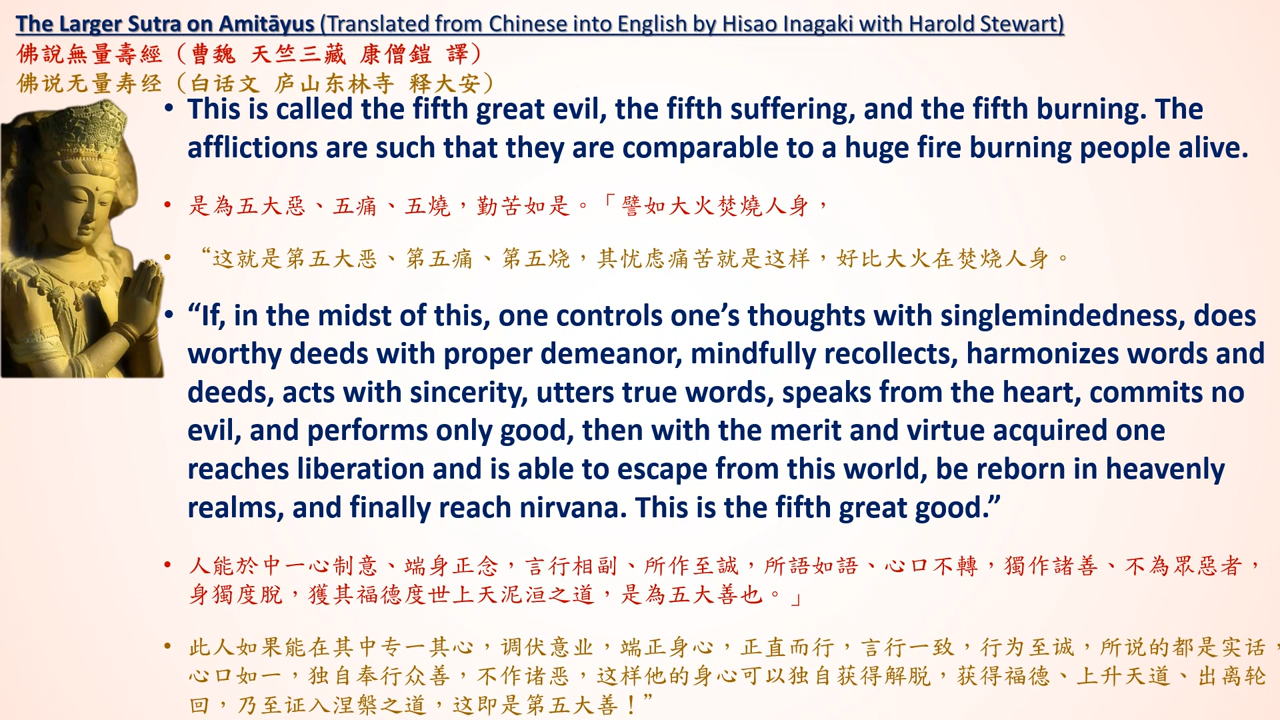 The Larger Sutra on Amitāyus (Translated from Chinese into English by Hisao Inagaki with Harold Stewart)
佛說無量壽經（曹魏 天竺三藏 康僧鎧 譯）
佛说无量寿经（白话文 庐山东林寺 释大安）
• This is called the fifth great evil, the fifth suffering, and the fifth burning. The
afflictions are such that they are comparable to a huge fire burning people alive.
• 是為五大惡、五痛、五燒，勤苦如是。「譬如大火焚燒人身，
• “这就是第五大恶、第五痛、第五烧，其忧虑痛苦就是这样，好比大火在焚烧人身。
• “If, in the midst of this, one controls one’s thoughts with singlemindedness, does
worthy deeds with proper demeanor, mindfully recollects, harmonizes words and
deeds, acts with sincerity, utters true words, speaks from the heart, commits no
evil, and performs only good, then with the merit and virtue acquired one
reaches liberation and is able to escape from this world, be reborn in heavenly
realms, and finally reach nirvana. This is the fifth great good.”
• 人能於中一心制意、端身正念，言行相副、所作至誠，所語如語、心口不轉，獨作諸善、不為眾惡者，
身獨度脫，獲其福德度世上天泥洹之道，是為五大善也。」
• 此人如果能在其中专一其心，调伏意业，端正身心，正直而行，言行一致，行为至诚，所说的都是实话，
心口如一，独自奉行众善，不作诸恶，这样他的身心可以独自获得解脱，获得福德、上升天道、出离轮
回，乃至证入涅槃之道，这即是第五大善！”